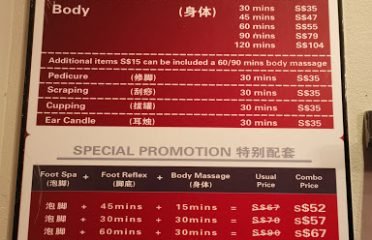 Body (身体) 30 mins S$35
45 mins S$47
60 mins S$55
90 mins S$79
120 mins S$104
Additional items S$15 can be included a 60/90 mins body massage
Pedicure (修脚) 30 mins S$35
Scraping (刮痧) 30 mins S$35
Cupping (拔罐) 30 mins S$35
Ear Candle (耳烛) 30 mins S$35
SPECIAL PROMOTION 特别配套
Foot Spa (泡脚) + Foot Reflex (脚底) + Body Massage (身体) Usual Price Combo Price
泡脚 + 45mins + 15mins = S$67 S$52
泡脚 + 30mins + 30mins = S$70 S$57
泡脚 + 60mins + 30mins = S$90 S$67